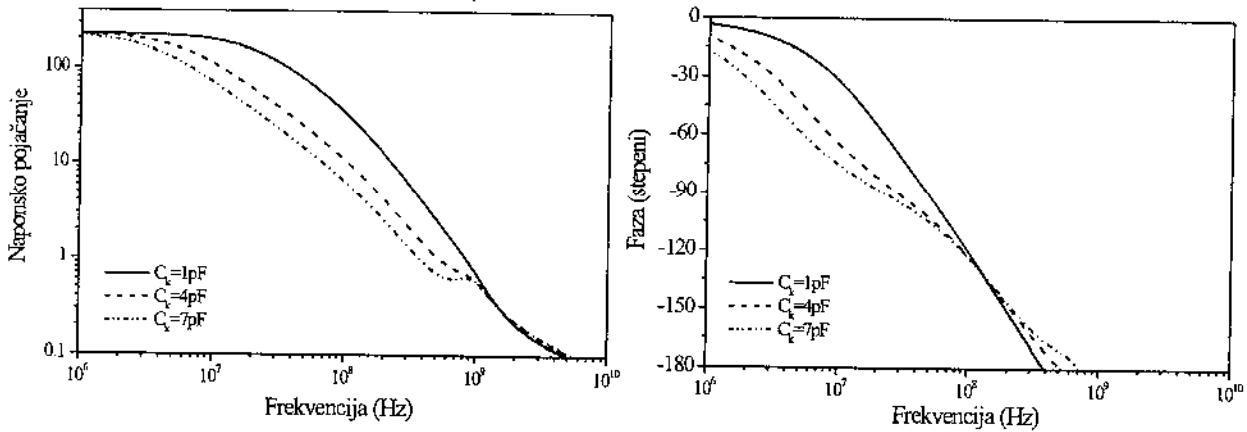 Naponsko pojačanje
100
10
1
0.1
C_k=1pF
C_k=4pF
C_k=7pF
10^6 10^7 10^8 10^9 10^10
Frekvencija (Hz)
Faza (stepeni)
0
-30
-60
-90
-120
-150
-180
C_k=1pF
C_k=4pF
C_k=7pF
10^6 10^7 10^8 10^9 10^10
Frekvencija (Hz)